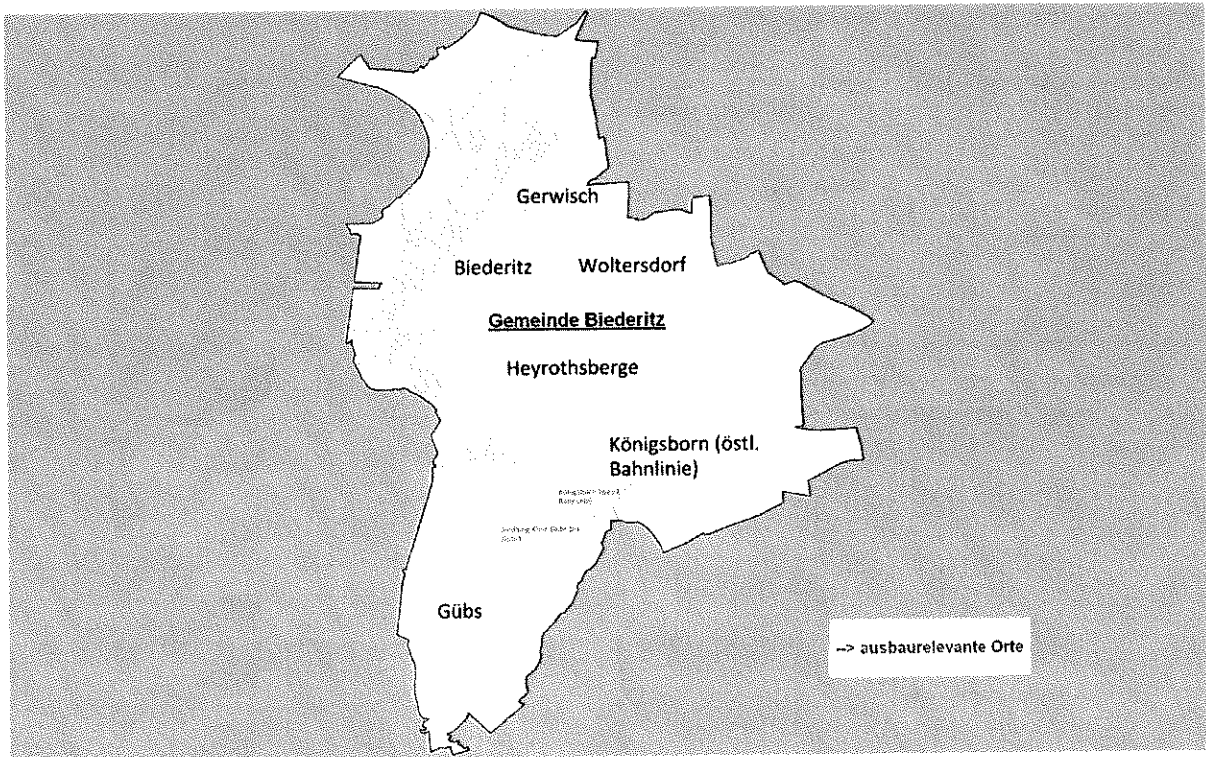 Gerwisch
Biederitz
Woltersdorf
Gemeinde Biederitz
Heyrothsberge
Königsborn (östl.
Bahnlinie)
Gübs
--> ausbaurelevante Orte